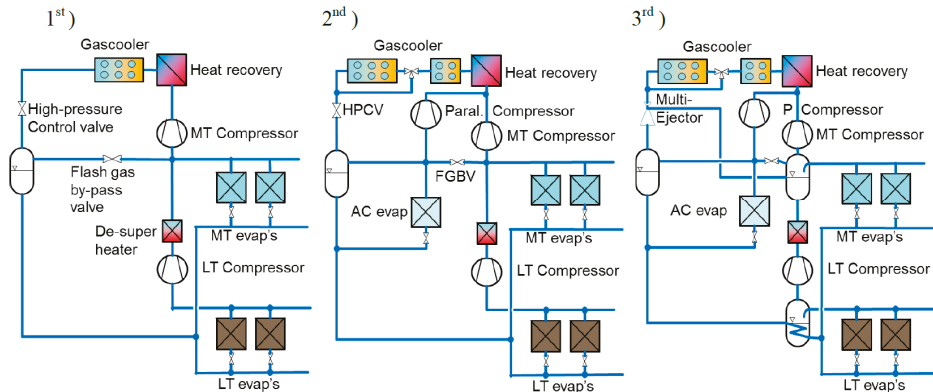 1st)
Gascooler
Heat recovery
High-pressure
Control valve
MT Compressor
Flash gas
by-pass
valve
De-super
heater
MT evap's
LT Compressor
LT evap's
2nd)
Gascooler
Heat recovery
HPCV
Paral. Compressor
MT Compressor
FGBV
AC evap
MT evap's
LT Compressor
LT evap's
3rd)
Gascooler
Heat recovery
Multi-
Ejector
P Compressor
MT Compressor
AC evap
MT evap's
LT Compressor
LT evap's